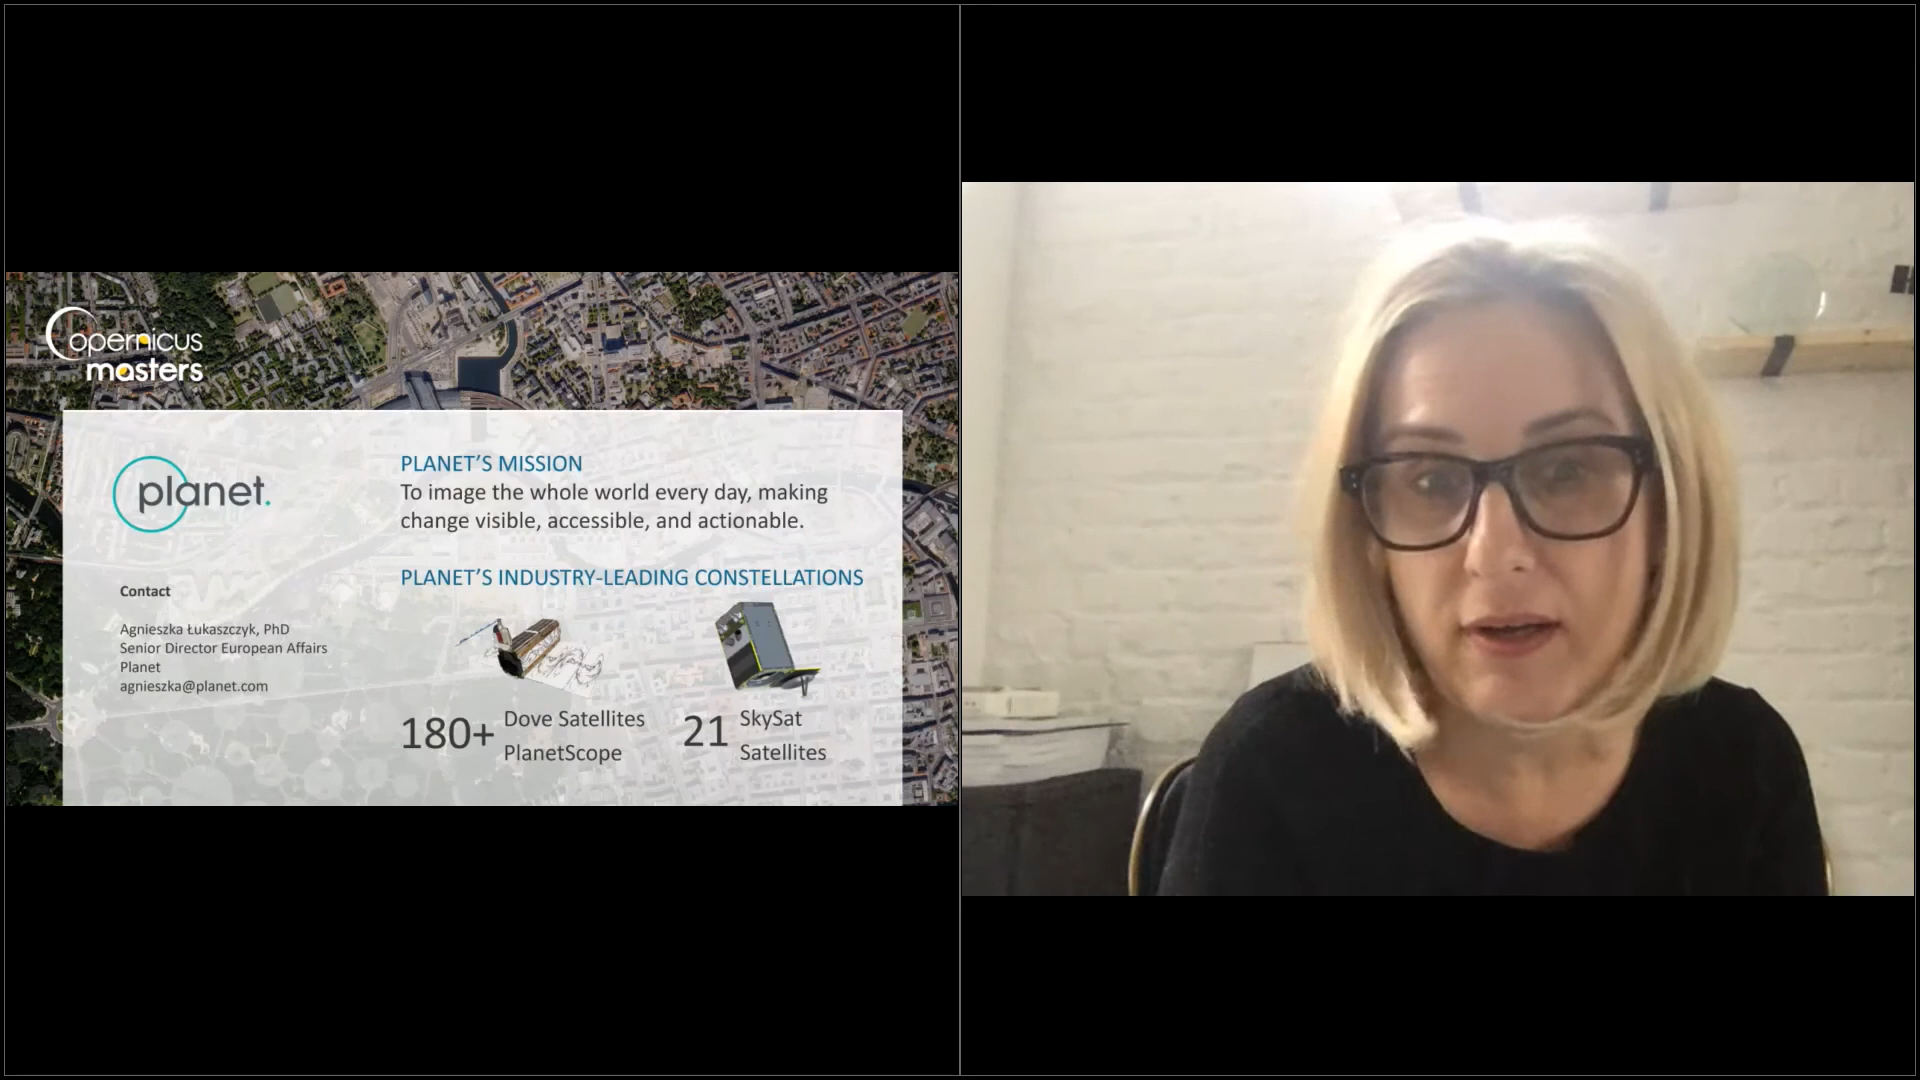 Copernicus
masters
planet.
Contact
Agnieszka Łukaszczyk, PhD
Senior Director European Affairs
Planet
agnieszka@planet.com
PLANET’S MISSION
To image the whole world every day, making
change visible, accessible, and actionable.
PLANET’S INDUSTRY-LEADING CONSTELLATIONS
180+ Dove Satellites
PlanetScope
21 SkySat
Satellites